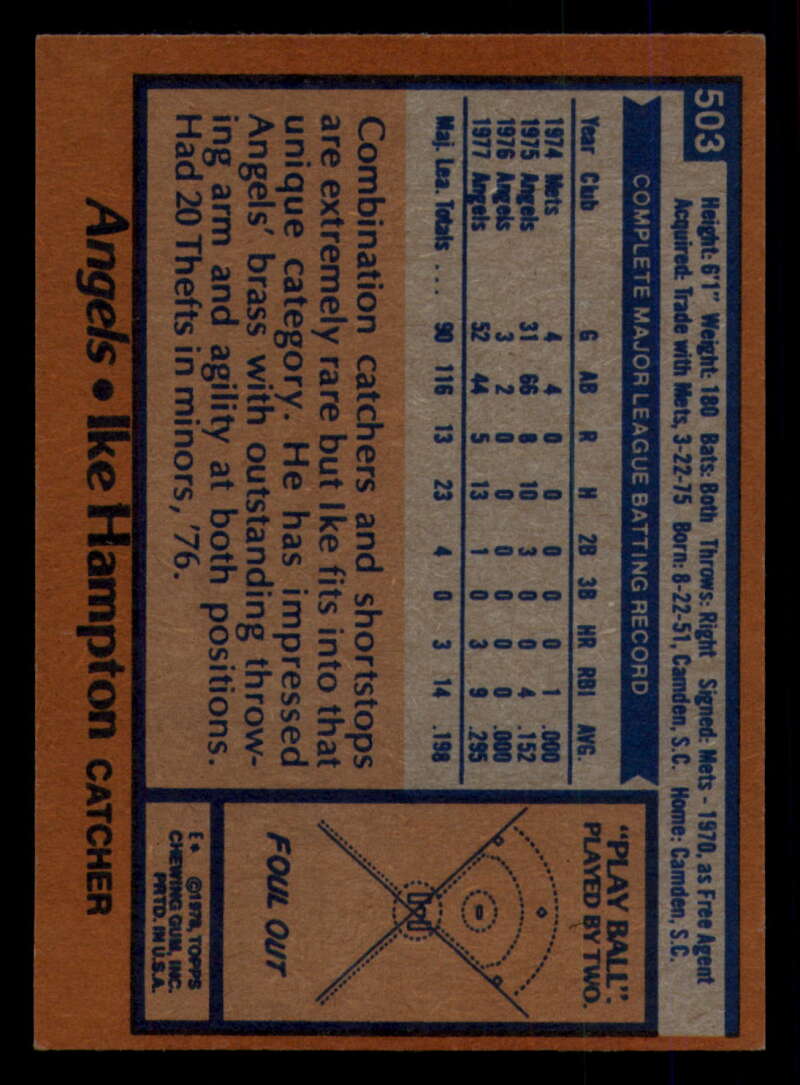 503
Height: 6'1" Weight: 180 Bats: Both Throws: Right Signed: Mets - 1970, as Free Agent
Acquired: Trade with Mets, 3-22-75 Born: 8-22-51, Camden, S.C. Home: Camden, S.C.
COMPLETE MAJOR LEAGUE BATTING RECORD
Year Club G AB R H 2B 3B HR RBI AVG.
1974 Mets 4 4 0 0 0 0 0 1 .000
1975 Angels 31 66 8 10 3 0 0 4 .152
1976 Angels 3 2 0 0 0 0 0 0 .000
1977 Angels 52 44 5 13 1 0 3 9 .295
Maj. Lea. Totals ... 90 116 13 23 4 0 3 14 .198
Combination catchers and shortstops
are extremely rare but Ike fits into that
unique category. He has impressed
Angels' brass with outstanding throw-
ing arm and agility at both positions.
Had 20 Thefts in minors, '76.
"PLAY BALL":
PLAYED BY TWO.
FOUL OUT
E* ©1978, TOPPS
CHEWING GUM, INC.
PRTD. IN U.S.A.
Angels • Ike Hampton CATCHER